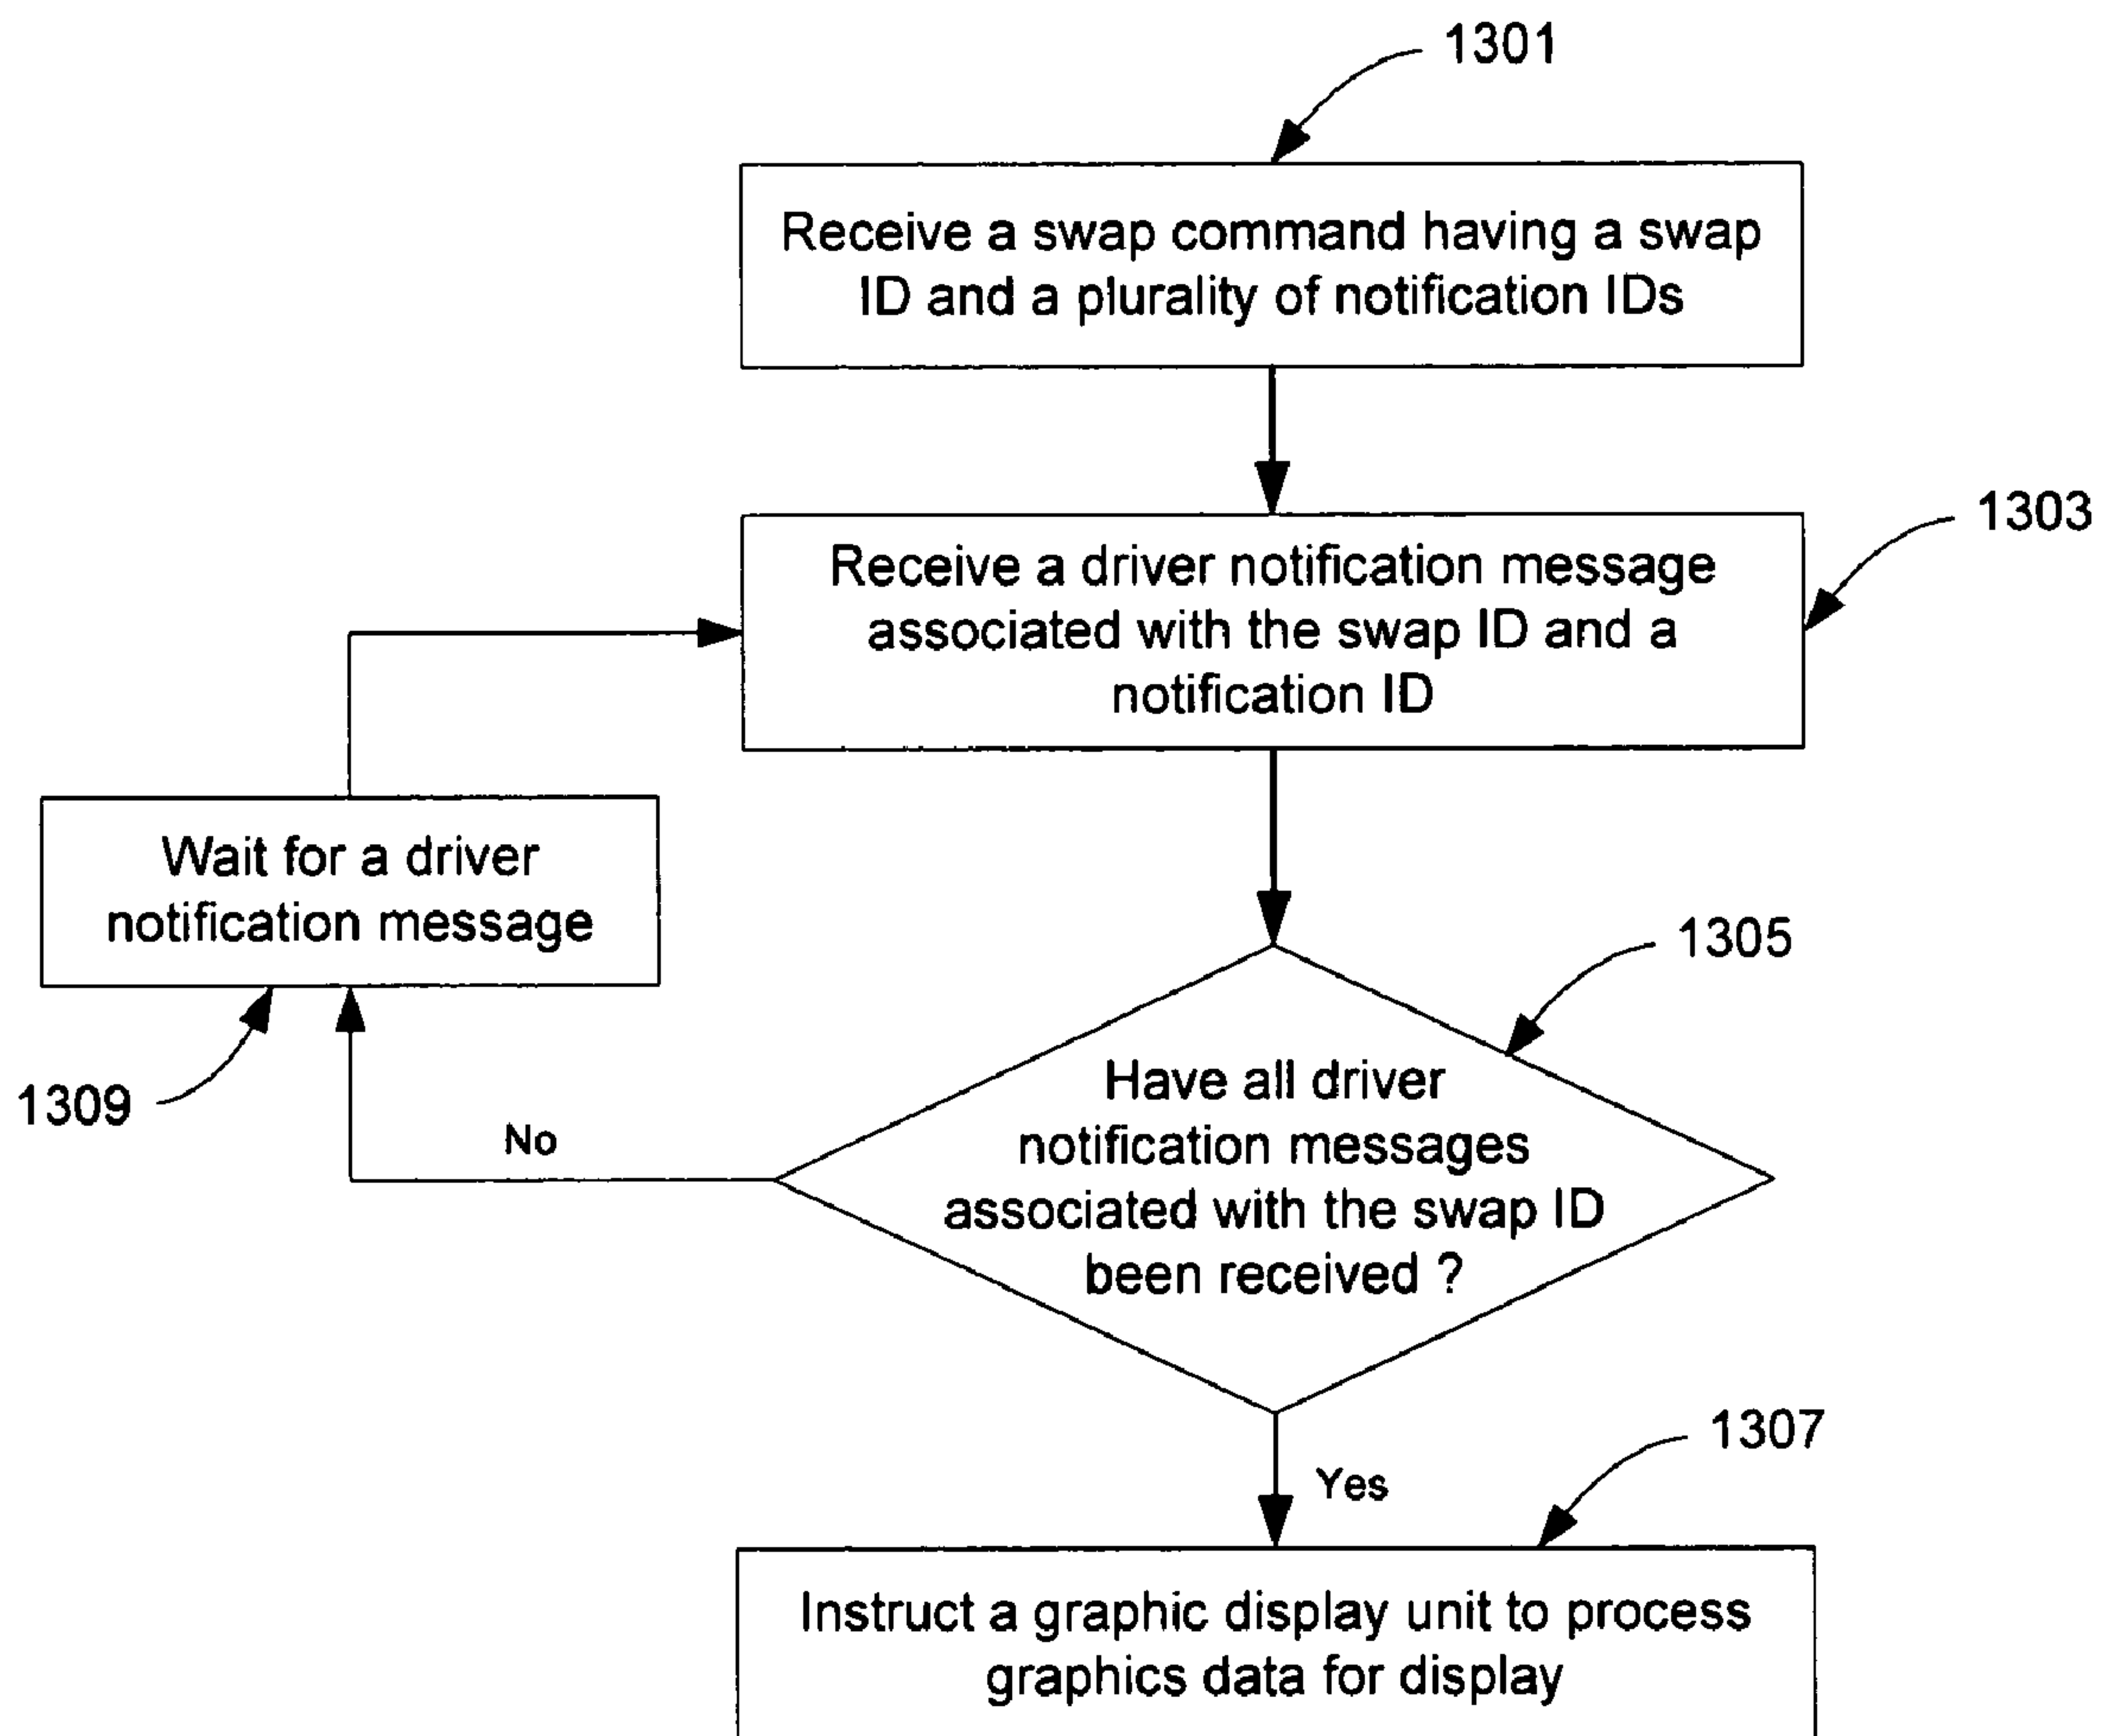 1301
Receive a swap command having a swap
ID and a plurality of notification IDs
1303
Receive a driver notification message
associated with the swap ID and a
notification ID
Wait for a driver
notification message
1309
No
1305
Have all driver
notification messages
associated with the swap ID
been received ?
Yes
1307
Instruct a graphic display unit to process
graphics data for display